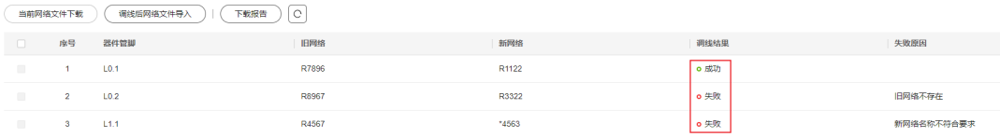 当前网络文件下载 调线后网络文件导入 下载报告
序号 器件管脚 旧网络 新网络 调线结果 失败原因
1 L0.1 R7896 R1122 成功
2 L0.2 R8967 R3322 失败 旧网络不存在
3 L1.1 R4567 *4563 失败 新网络名称不符合要求